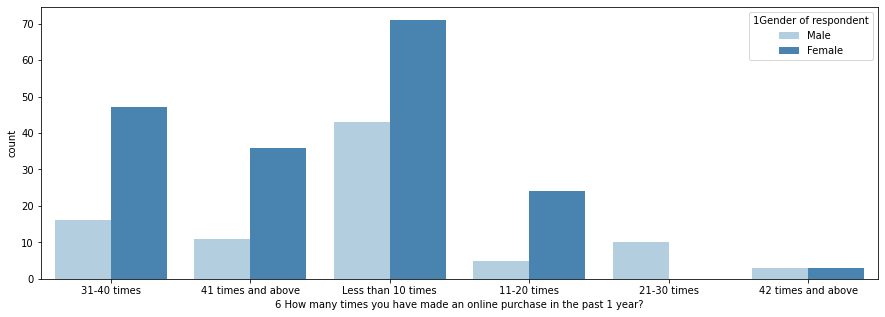 1Gender of respondent
Male
Female
70
60
50
40
30
20
10
0
count
31-40 times 41 times and above Less than 10 times 11-20 times 21-30 times 42 times and above
6 How many times you have made an online purchase in the past 1 year?